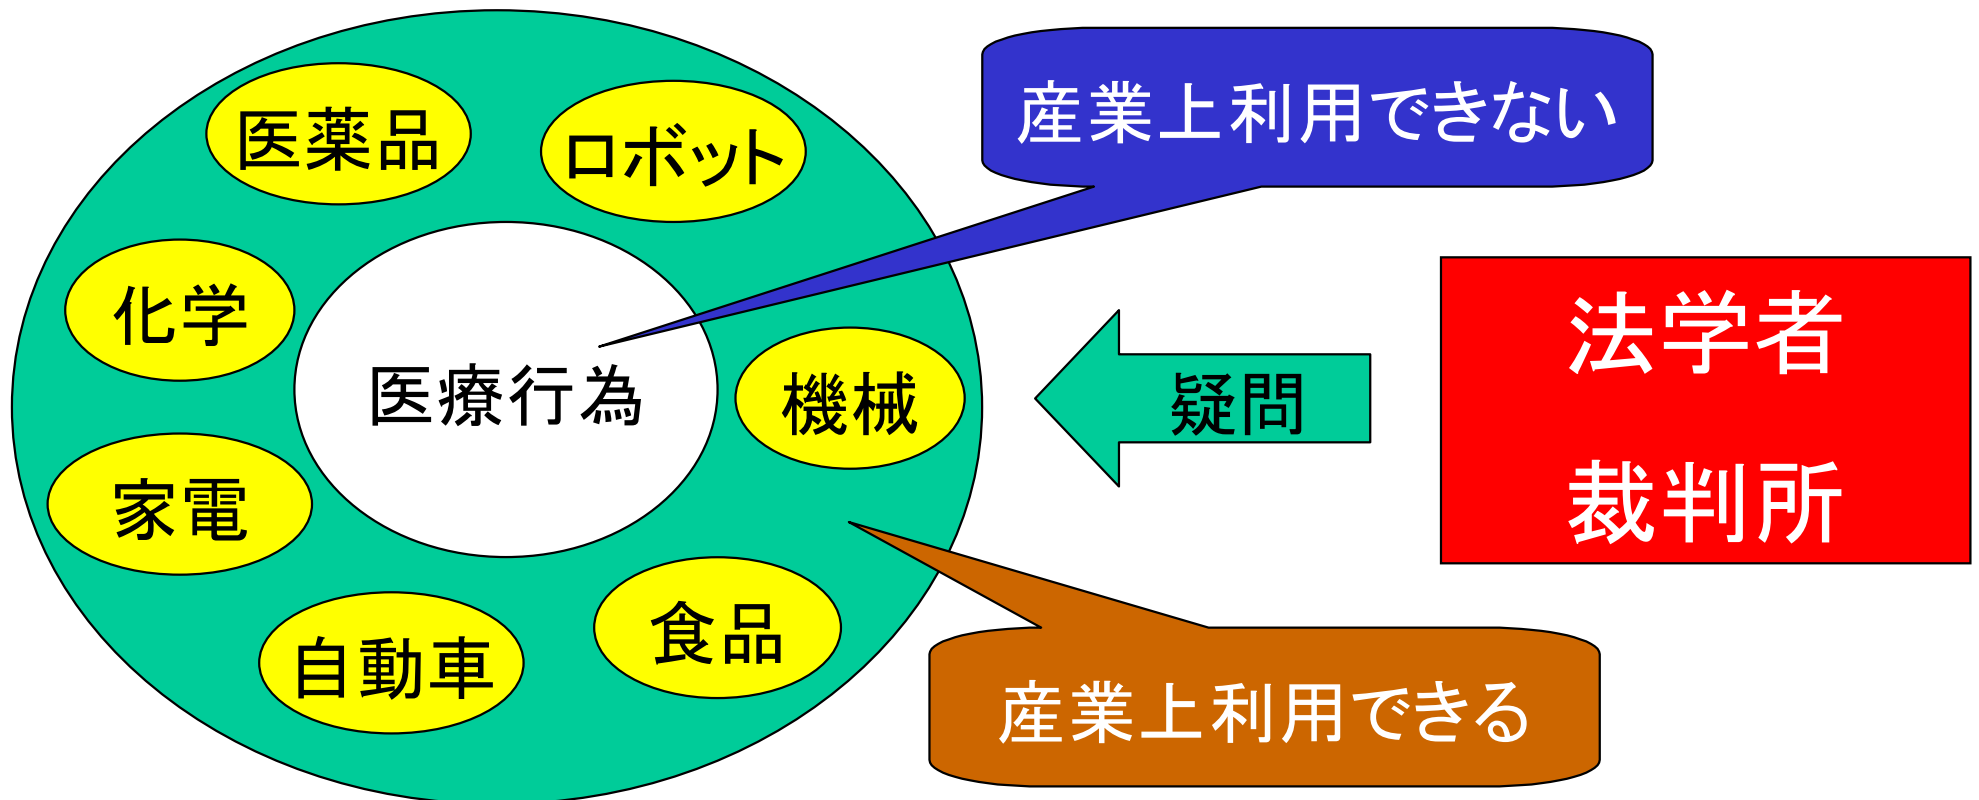 産業上利用できない
医薬品
ロボット
化学
医療行為
機械
疑問
法学者
裁判所
家電
食品
自動車
産業上利用できる